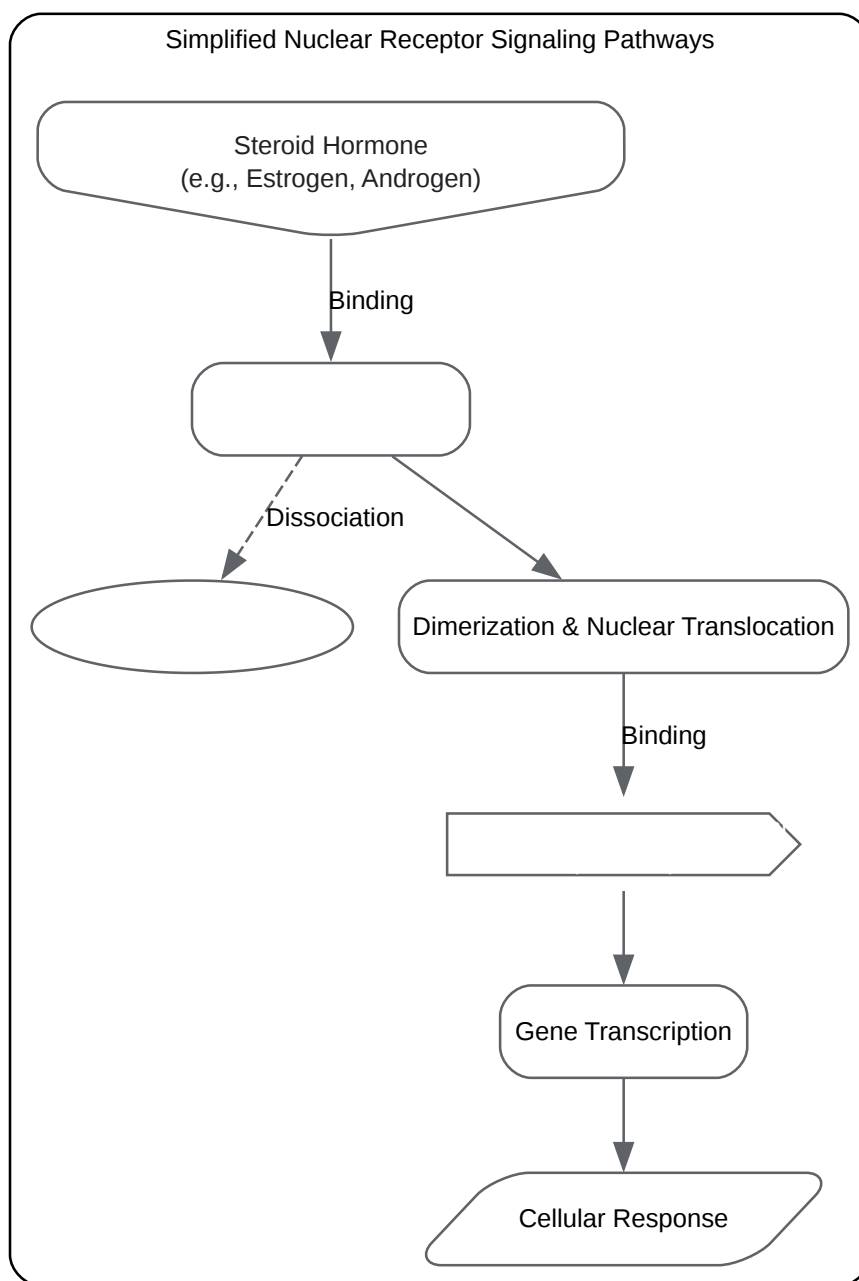 Simplified Nuclear Receptor Signaling Pathways
Steroid Hormone
(e.g., Estrogen, Androgen)
Binding
Dissociation
Dimerization & Nuclear Translocation
Binding
Gene Transcription
Cellular Response